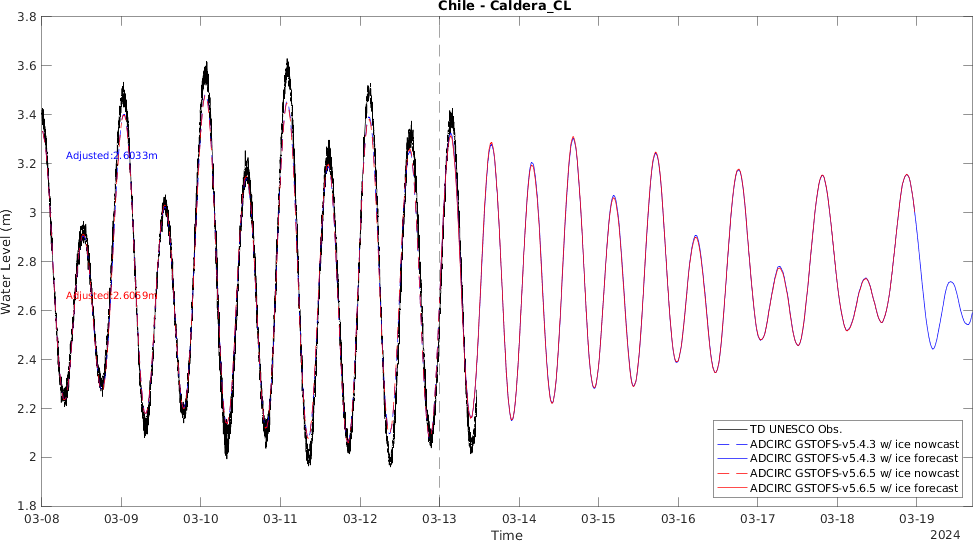 Chile - Caldera_CL
3.8
3.6
3.4
3.2
3
2.8
2.6
2.4
2.2
2
1.8
Water Level (m)
Adjusted:2.6033m
Adjusted:2.6059m
TD UNESCO Obs.
ADCIRC GSTOFS-v5.4.3 w/ ice nowcast
ADCIRC GSTOFS-v5.4.3 w/ ice forecast
ADCIRC GSTOFS-v5.6.5 w/ ice nowcast
ADCIRC GSTOFS-v5.6.5 w/ ice forecast
03-08 03-09 03-10 03-11 03-12 03-13 03-14 03-15 03-16 03-17 03-18 03-19
Time
2024